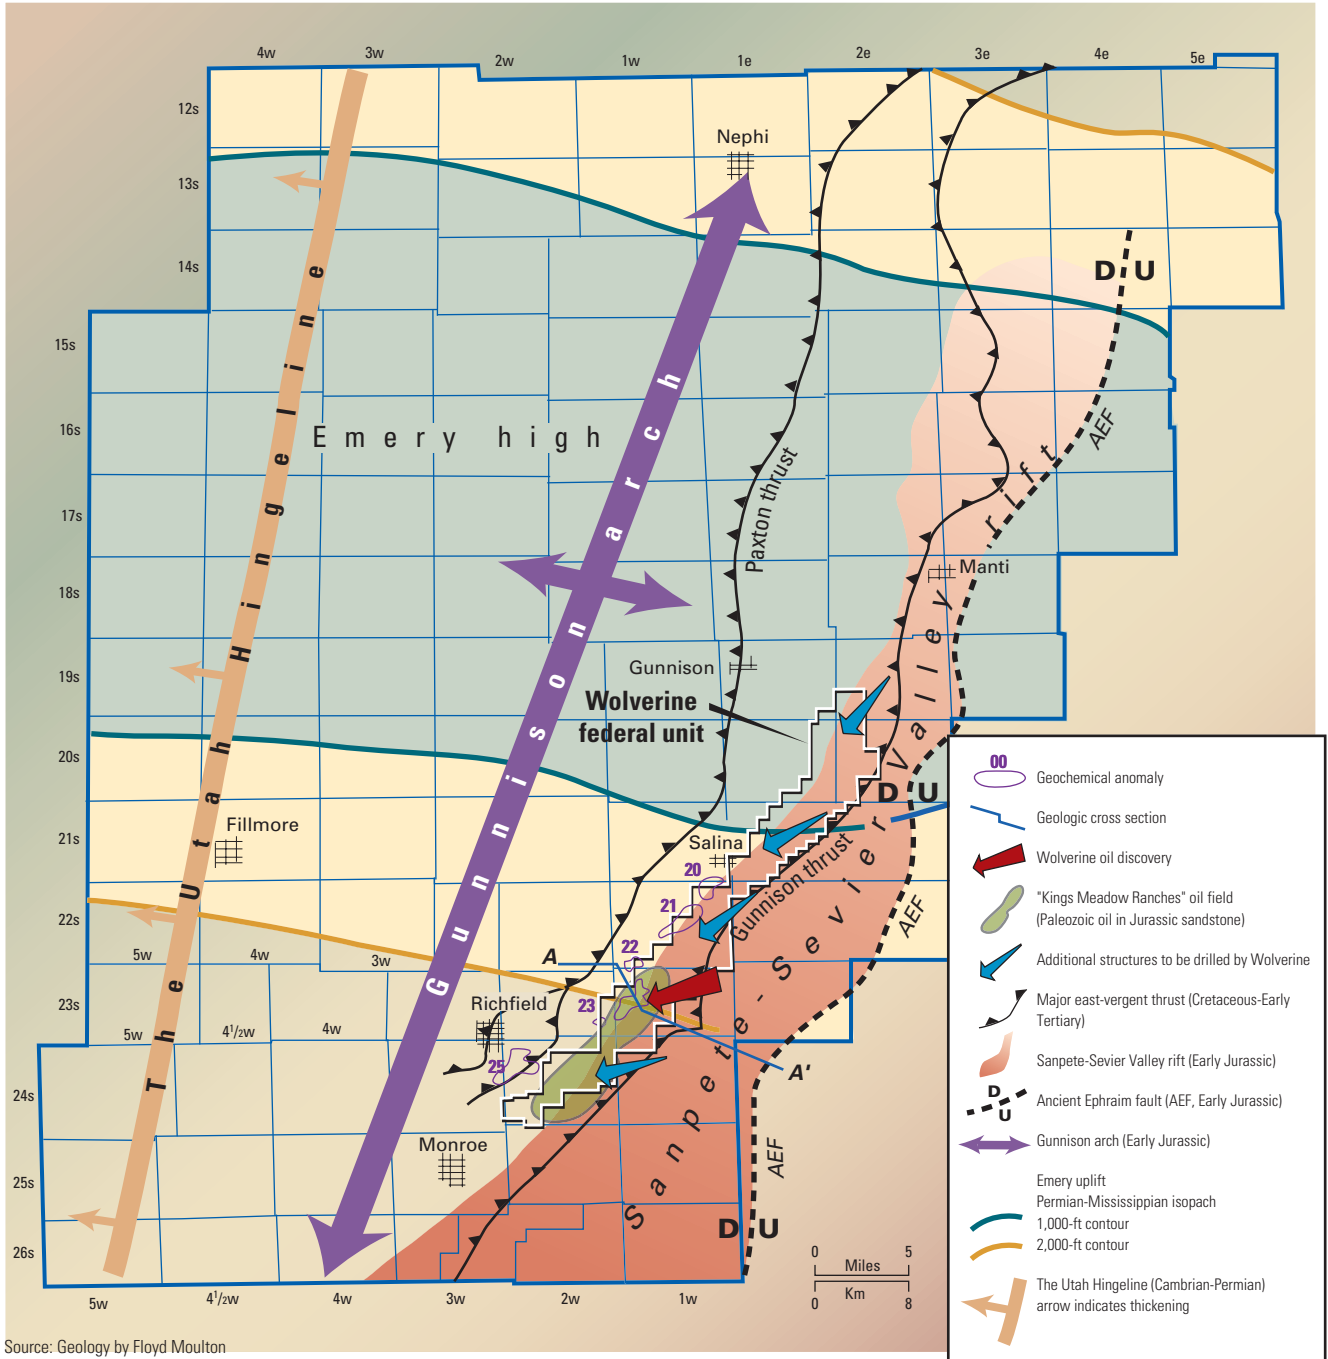 4w
3w
2w
1w
1e
2e
3e
4e
5e
12s
13s
14s
15s
16s
17s
18s
19s
20s
21s
22s
23s
24s
25s
26s
Nephi
D U
The Utah Hingeline
Emery high
Gunnison arch
Paxton thrust
AEF
Manti
Gunnison
Wolverine
federal unit
Sanpete-Sevier Valley rift
D U
Fillmore
Salina
20
21
22
23
25
Gunnison thrust
AEF
5w
4w
3w
A
Richfield
5w
4 1/2w
4w
A'
Monroe
AEF
D U
0 5
Miles
Km
0 8
5w
4 1/2w
4w
3w
2w
1w
00
Geochemical anomaly
Geologic cross section
Wolverine oil discovery
"Kings Meadow Ranches" oil field
(Paleozoic oil in Jurassic sandstone)
Additional structures to be drilled by Wolverine
Major east-vergent thrust (Cretaceous-Early
Tertiary)
Sanpete-Sevier Valley rift (Early Jurassic)
D
U
Ancient Ephraim fault (AEF, Early Jurassic)
Gunnison arch (Early Jurassic)
Emery uplift
Permian-Mississippian isopach
1,000-ft contour
2,000-ft contour
The Utah Hingeline (Cambrian-Permian)
arrow indicates thickening
Source: Geology by Floyd Moulton